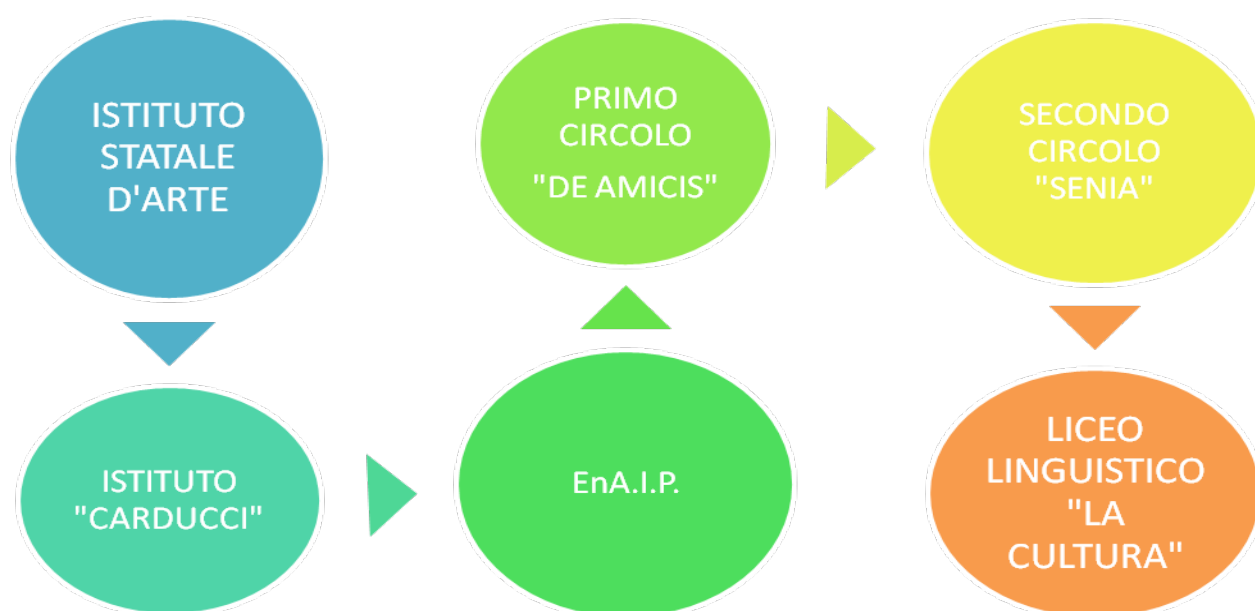 ISTITUTO
STATALE
D'ARTE
ISTITUTO
"CARDUCCI"
EnA.I.P.
PRIMO
CIRCOLO
"DE AMICIS"
SECONDO
CIRCOLO
"SENIA"
LICEO
LINGUISTICO
"LA
CULTURA"